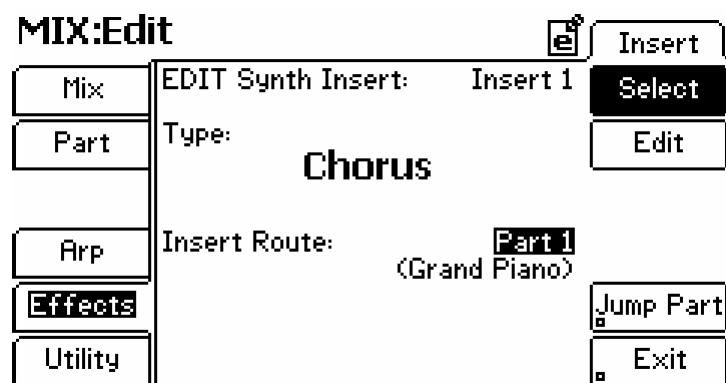 MIX:Edit
e
Insert
Mix
EDIT Synth Insert: Insert 1
Select
Part
Type:
Edit
Chorus
Arp
Insert Route: Part 1
(Grand Piano)
Effects
Jump Part
Utility
Exit